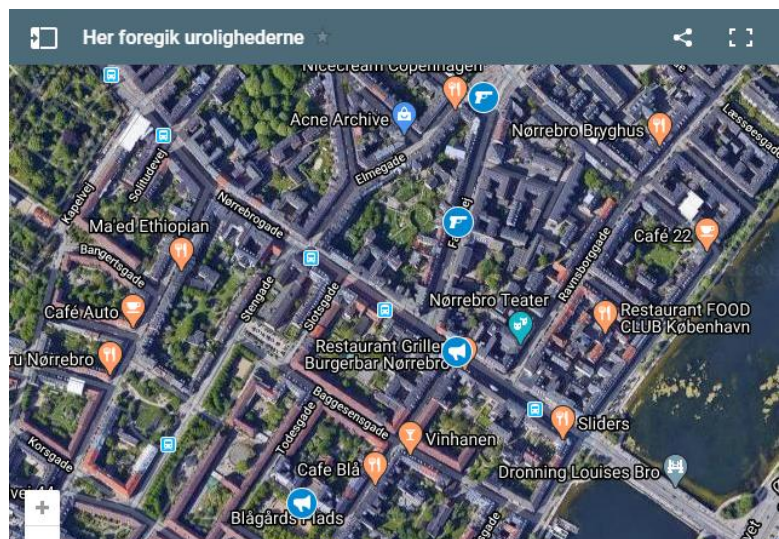 Her foregik urolighederne
Nicecream Copenhagen
Acne Archive
Nørrebro Bryghus
Læssøesgade
Elmegade
Kapelvej
Solitudevej
Nørrebrogade
Ma'ed Ethiopian
Café 22
Bangertsgade
Ravnsborggade
Stengade
Slotsgade
Nørrebro Teater
Café Auto
Restaurant FOOD
CLUB København
Restaurant Grillen
Burgerbar Nørrebro
Nørrebro
Baggesensgade
Sliders
Todesgade
Vinhanen
Korsgade
Cafe Blå
Dronning Louises Bro
Blågårds Plads
+